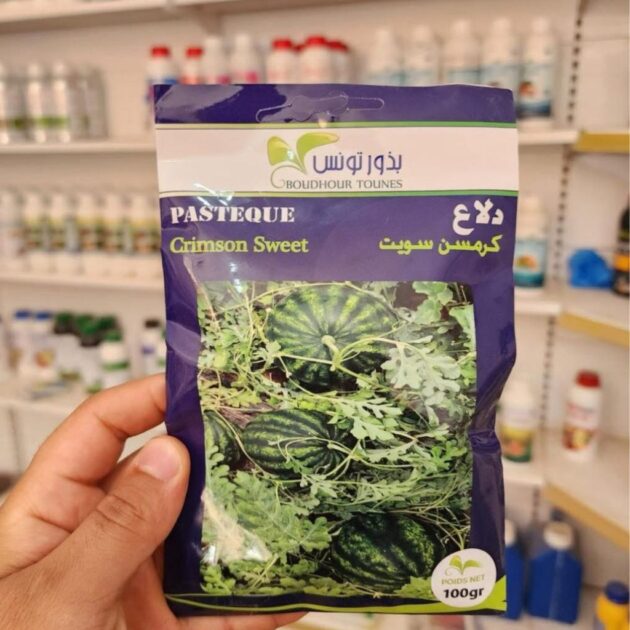 بذور تونس
BOUDHOUR TOUNES
PASTEQUE
دلاع
Crimson Sweet
كرمسن سويت
POIDS NET
100gr